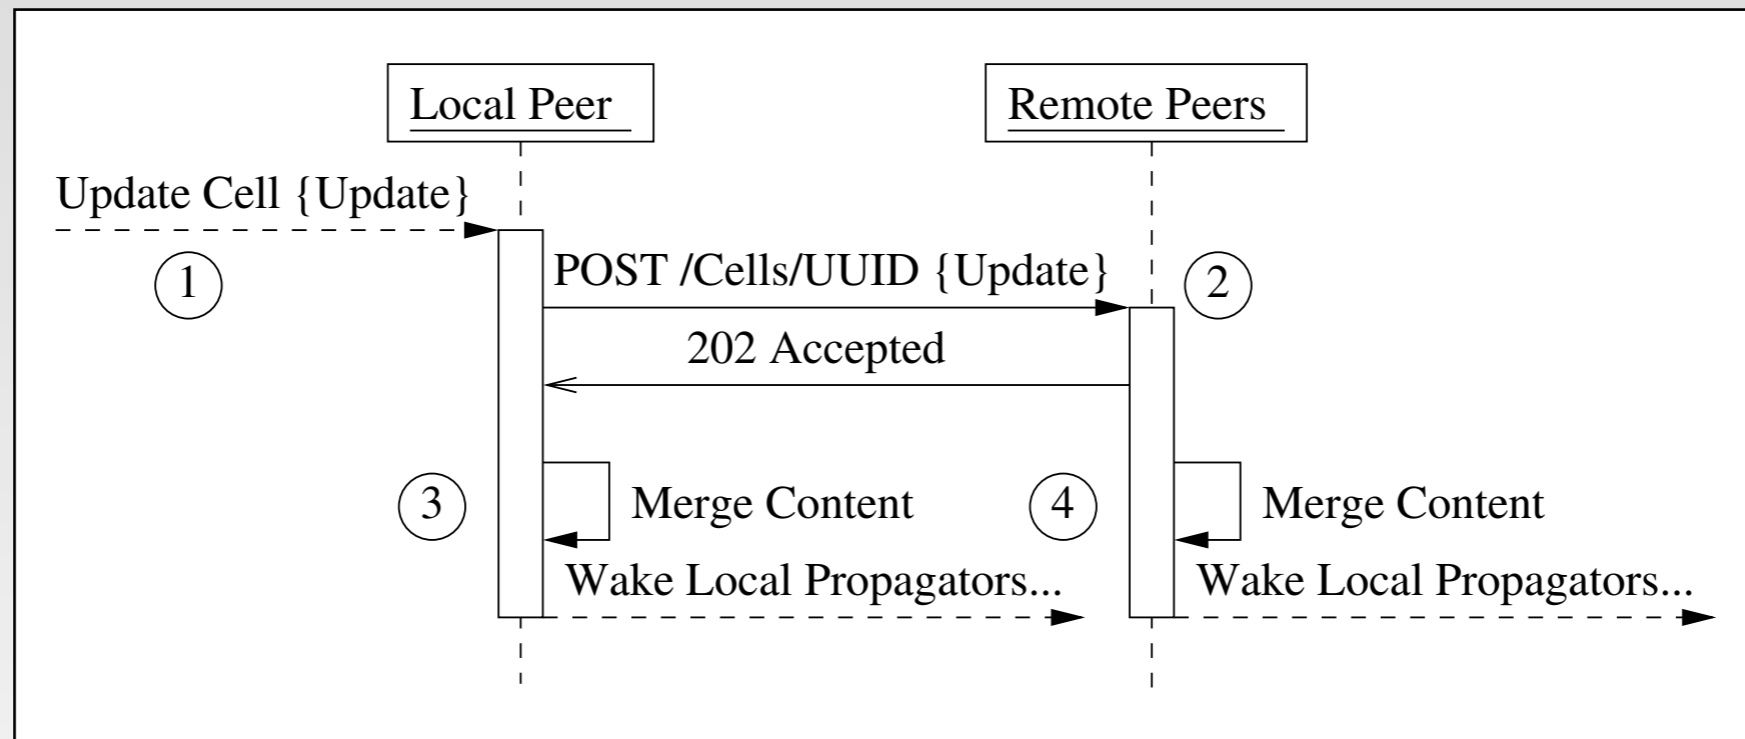 Local Peer
Remote Peers
Update Cell {Update}
1
POST /Cells/UUID {Update}
2
202 Accepted
3
Merge Content
4
Merge Content
Wake Local Propagators...
Wake Local Propagators...